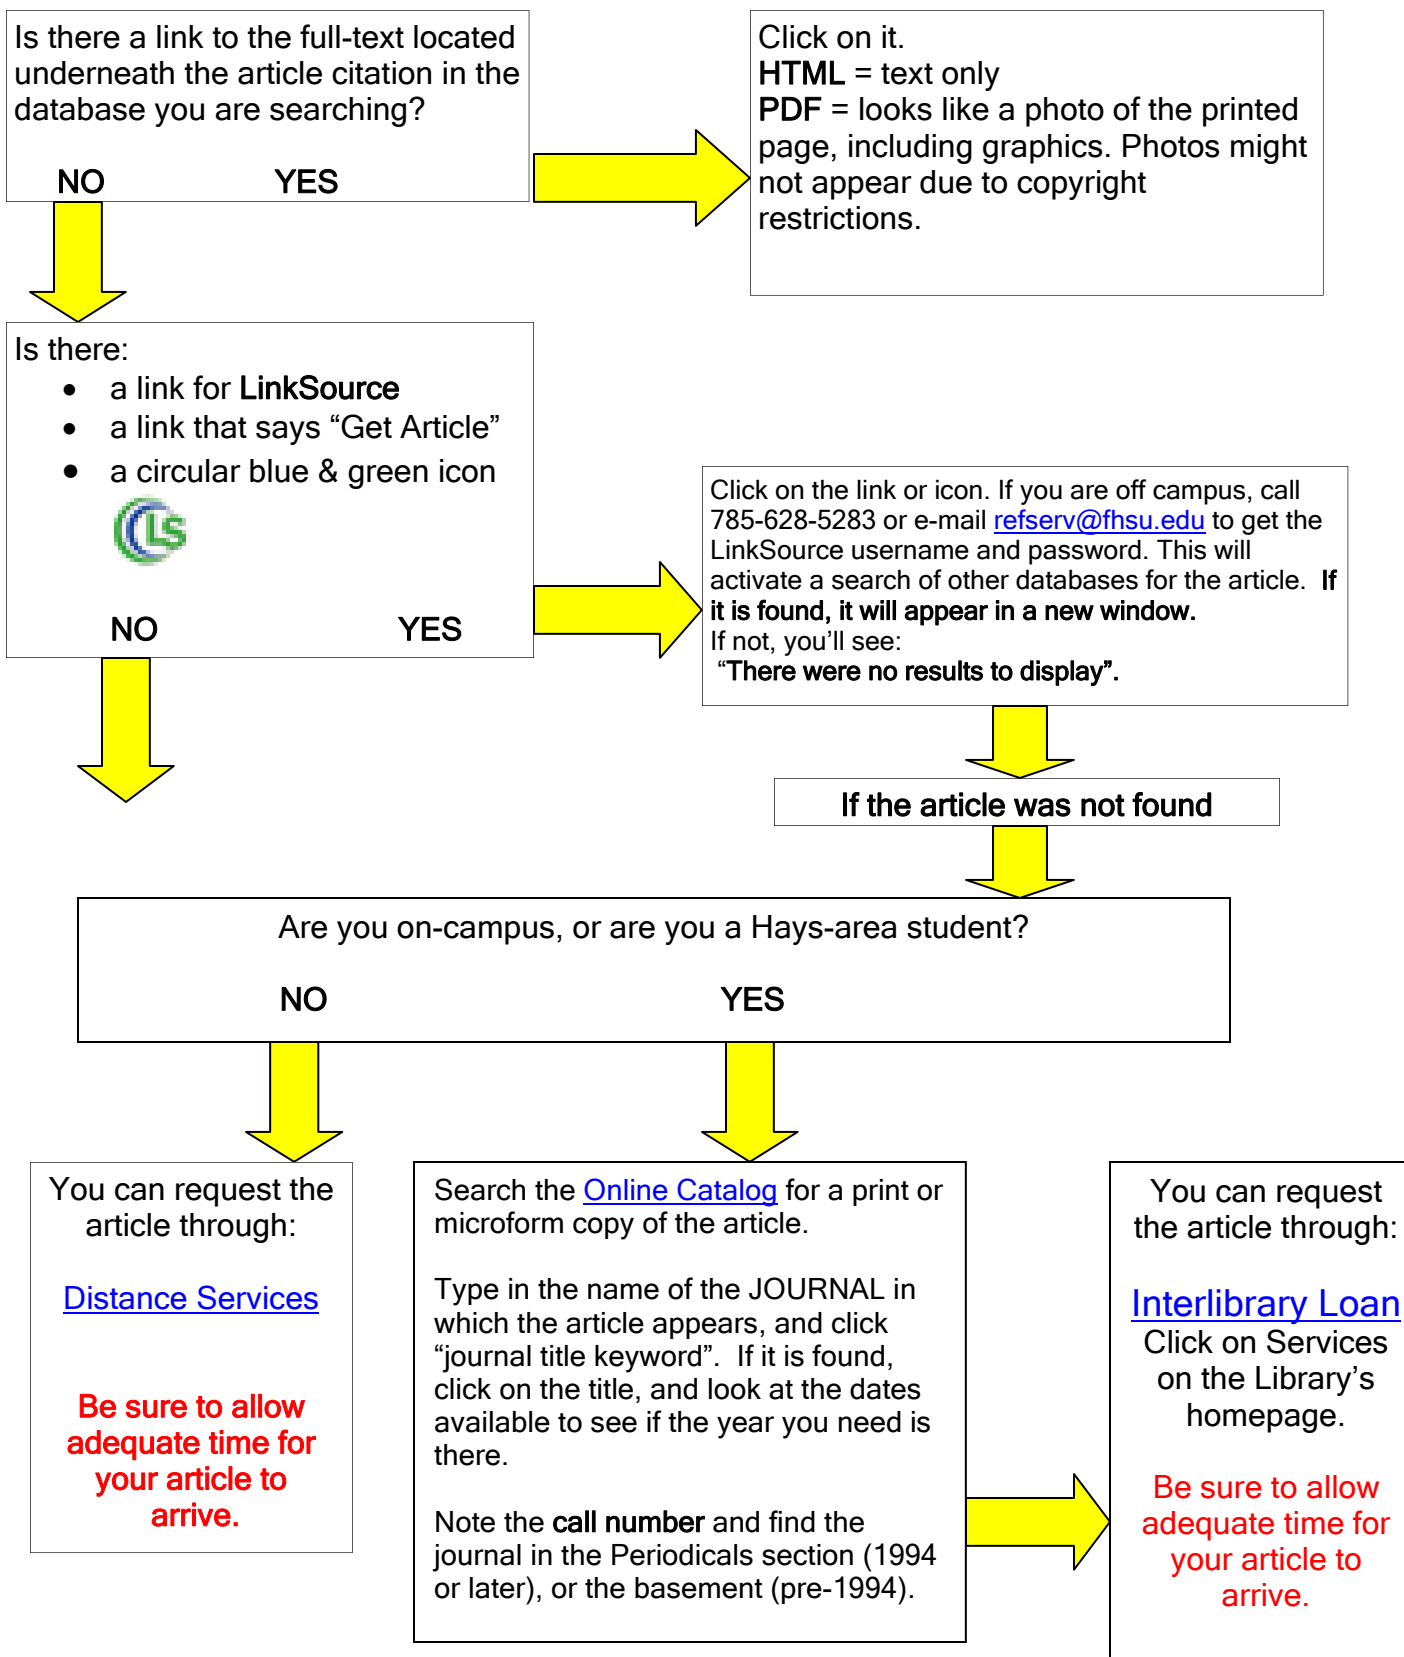 Is there a link to the full-text located
underneath the article citation in the
database you are searching?
NO YES
Click on it.
HTML = text only
PDF = looks like a photo of the printed
page, including graphics. Photos might
not appear due to copyright
restrictions.
Is there:
• a link for LinkSource
• a link that says “Get Article”
• a circular blue & green icon
LS
NO YES
Click on the link or icon. If you are off campus, call
785-628-5283 or e-mail refserv@fhsu.edu to get the
LinkSource username and password. This will
activate a search of other databases for the article. If
it is found, it will appear in a new window.
If not, you’ll see:
“There were no results to display”.
If the article was not found
Are you on-campus, or are you a Hays-area student?
NO YES
You can request the
article through:
Distance Services
Be sure to allow
adequate time for
your article to
arrive.
Search the Online Catalog for a print or
microform copy of the article.
Type in the name of the JOURNAL in
which the article appears, and click
“journal title keyword”. If it is found,
click on the title, and look at the dates
available to see if the year you need is
there.
Note the call number and find the
journal in the Periodicals section (1994
or later), or the basement (pre-1994).
You can request
the article through:
Interlibrary Loan
Click on Services
on the Library’s
homepage.
Be sure to allow
adequate time for
your article to
arrive.